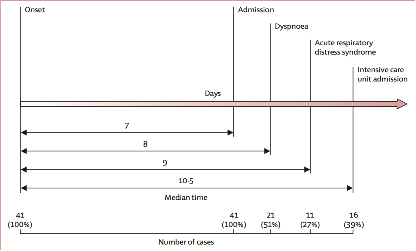 Onset
Admission
Dyspnoea
Acute respiratory
distress syndrome
Intensive care
unit admission
Days
7
8
9
10·5
Median time
41 41 21 11 16
(100%) (100%) (51%) (27%) (39%)
Number of cases